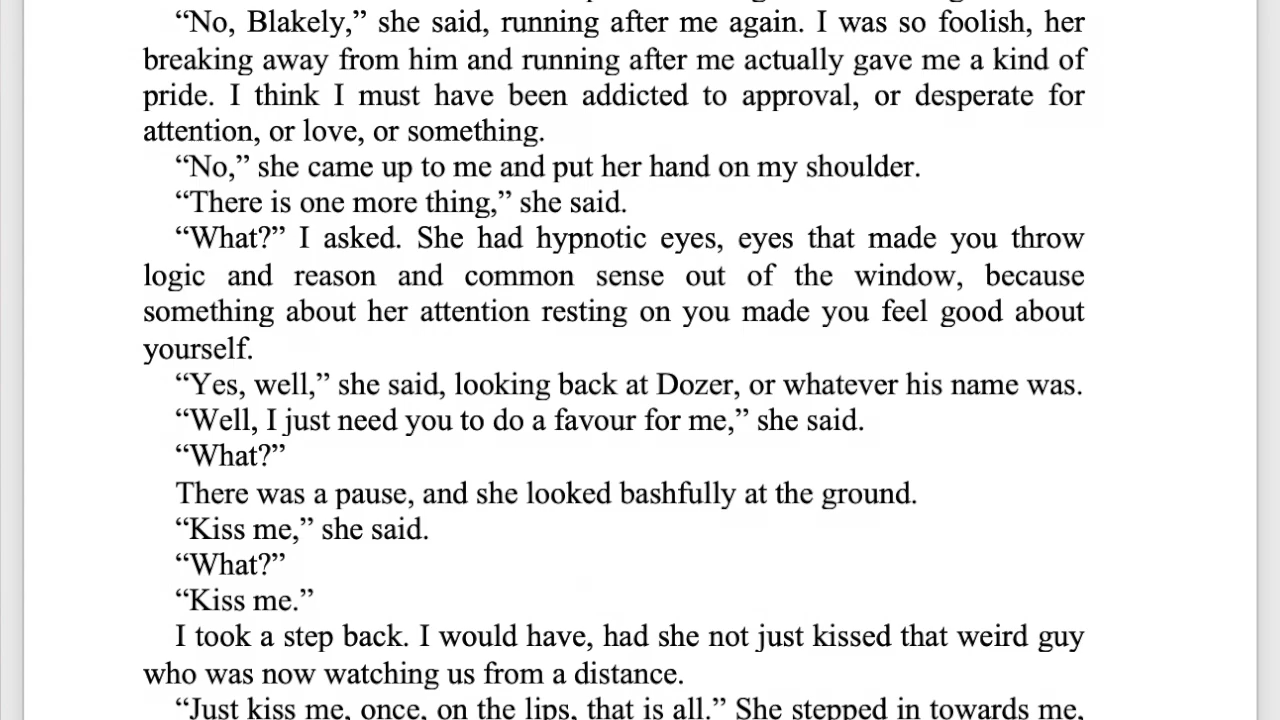 “No, Blakely,” she said, running after me again. I was so foolish, her
breaking away from him and running after me actually gave me a kind of
pride. I think I must have been addicted to approval, or desperate for
attention, or love, or something.
“No,” she came up to me and put her hand on my shoulder.
“There is one more thing,” she said.
“What?” I asked. She had hypnotic eyes, eyes that made you throw
logic and reason and common sense out of the window, because
something about her attention resting on you made you feel good about
yourself.
“Yes, well,” she said, looking back at Dozer, or whatever his name was.
“Well, I just need you to do a favour for me,” she said.
“What?”
There was a pause, and she looked bashfully at the ground.
“Kiss me,” she said.
“What?”
“Kiss me.”
I took a step back. I would have, had she not just kissed that weird guy
who was now watching us from a distance.
“Just kiss me, once, on the lips, that is all.” She stepped in towards me,